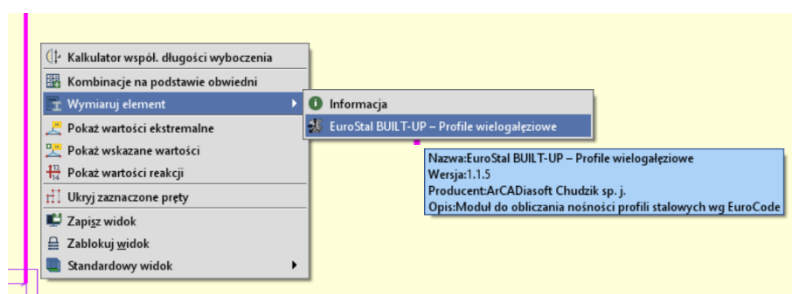 Kalkulator współ. długości wyboczenia
Kombinacje na podstawie obwiedni
Wymiaruj element
Pokaż wartości ekstremalne
Pokaż wskazane wartości
Pokaż wartości reakcji
Ukryj zaznaczone pręty
Zapisz widok
Zablokuj widok
Standardowy widok
Informacja
EuroStal BUILT-UP – Profile wielogałęziowe
Nazwa:EuroStal BUILT-UP – Profile wielogałęziowe
Wersja:1.1.5
Producent:ArCADiasoft Chudzik sp. j.
Opis:Moduł do obliczania nośności profili stalowych wg EuroCode